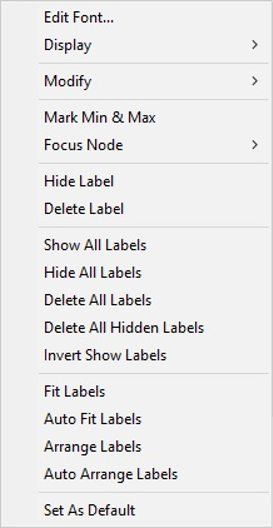 Edit Font...
Display
Modify
Mark Min & Max
Focus Node
Hide Label
Delete Label
Show All Labels
Hide All Labels
Delete All Labels
Delete All Hidden Labels
Invert Show Labels
Fit Labels
Auto Fit Labels
Arrange Labels
Auto Arrange Labels
Set As Default